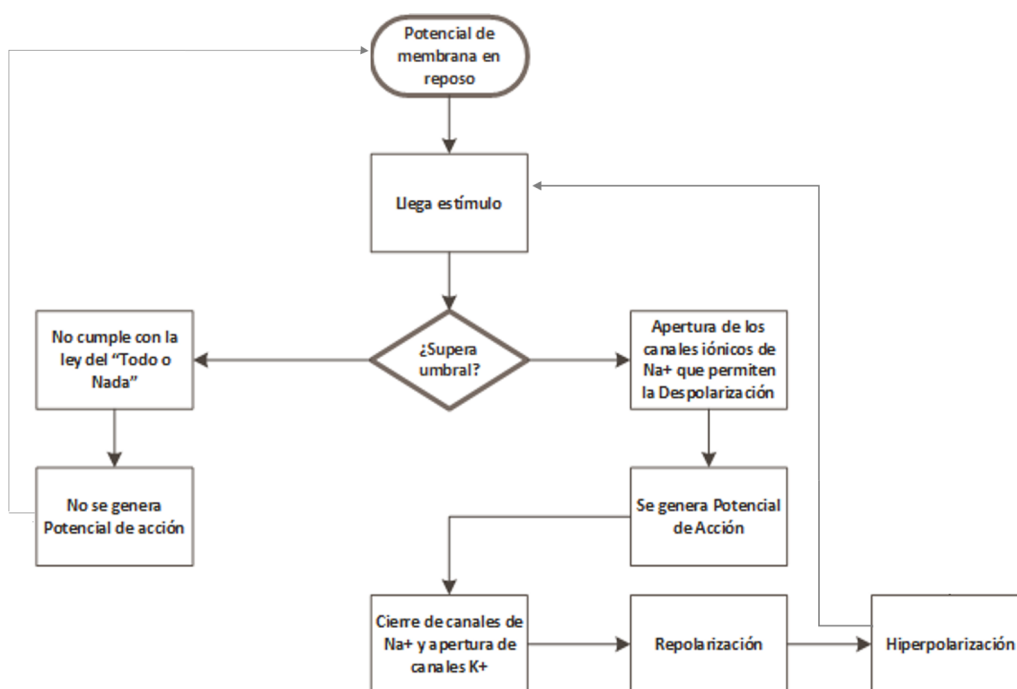 Potencial de
membrana en
reposo
Llega estímulo
¿Supera
umbral?
No cumple con la
ley del “Todo o
Nada”
No se genera
Potencial de acción
Apertura de los
canales iónicos de
Na+ que permiten
la Despolarización
Se genera Potencial
de Acción
Cierre de canales de
Na+ y apertura de
canales K+
Repolarización
Hiperpolarización